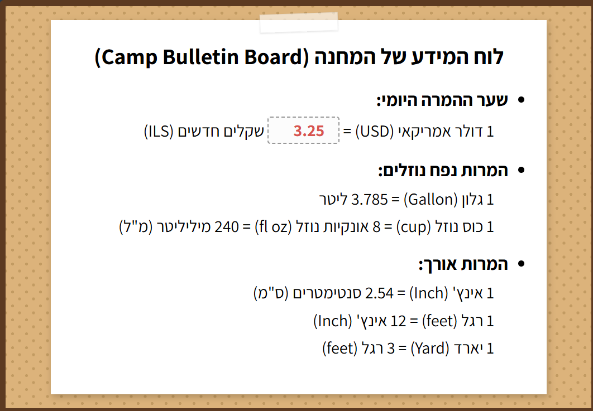 לוח המידע של המחנה (Camp Bulletin Board)
• שער ההמרה היומי:
1 דולר אמריקאי (USD) = 3.25 שקלים חדשים (ILS)
• המרות נפח נוזלים:
1 גלון (Gallon) = 3.785 ליטר
1 כוס נוזל (cup) = 8 אונקיות נוזל (fl oz) = 240 מיליליטר (מ"ל)
• המרות אורך:
1 אינץ' (Inch) = 2.54 סנטימטרים (ס"מ)
1 רגל (feet) = 12 אינץ' (Inch)
1 יארד (Yard) = 3 רגל (feet)